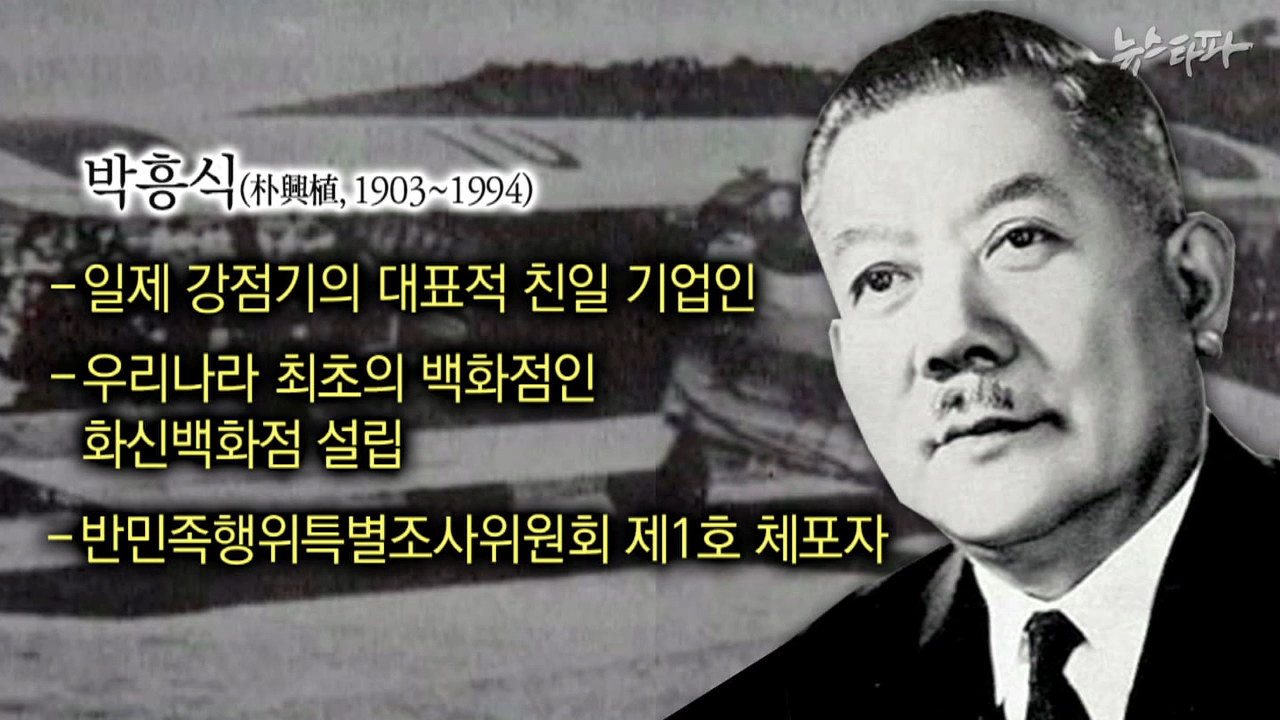 뉴스타파
박흥식(朴興植, 1903~1994)
-일제 강점기의 대표적 친일 기업인
-우리나라 최초의 백화점인
화신백화점 설립
-반민족행위특별조사위원회 제1호 체포자